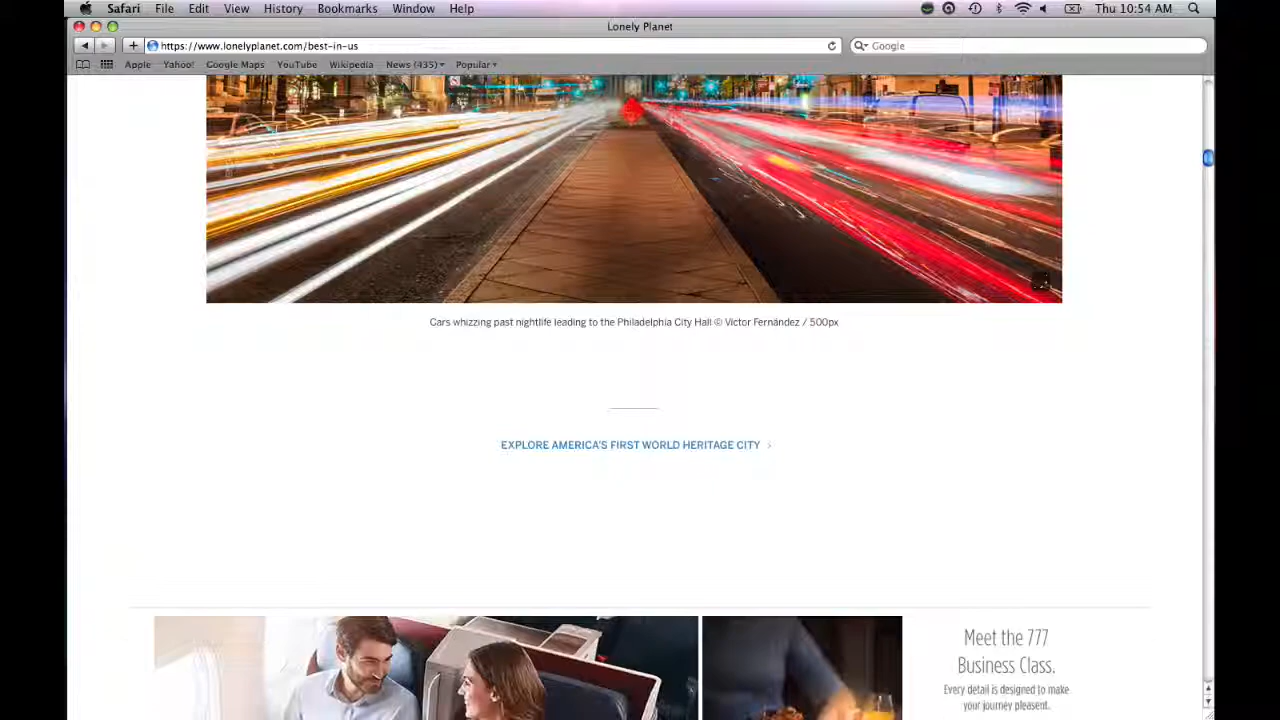 Safari File Edit View History Bookmarks Window Help Thu 10:54 AM
Lonely Planet
https://www.lonelyplanet.com/best-in-us Google
Apple Yahoo! Google Maps YouTube Wikipedia News (435) Popular
Cars whizzing past nightlife leading to the Philadelphia City Hall © Víctor Fernández / 500px
EXPLORE AMERICA'S FIRST WORLD HERITAGE CITY >
Meet the 777
Business Class.
Every detail is designed to make
your journey pleasent.